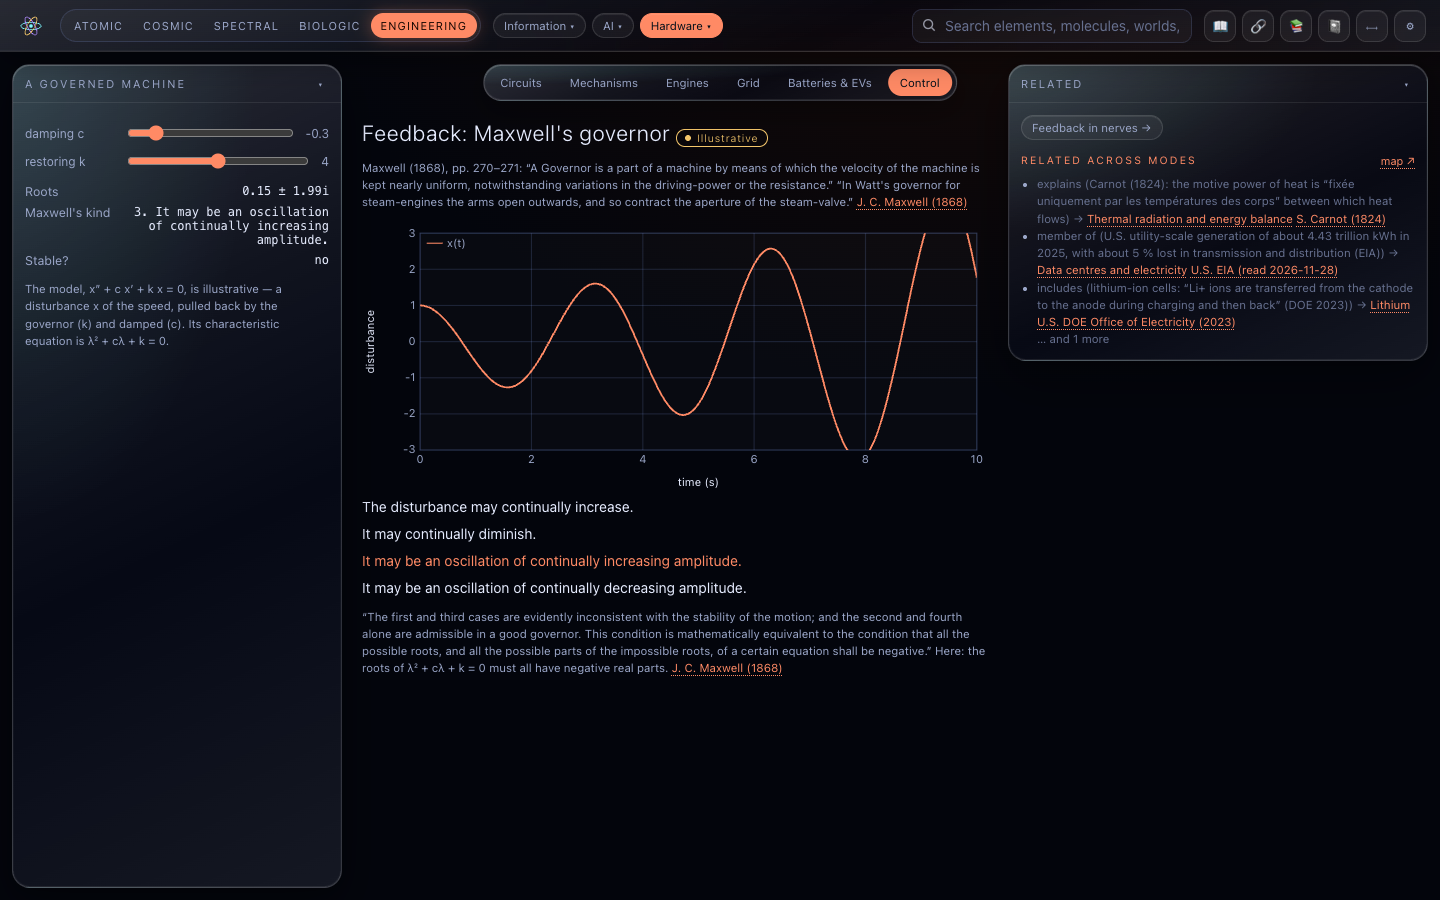 ATOMIC COSMIC SPECTRAL BIOLOGIC ENGINEERING Information ▾ AI ▾ Hardware ▾ Search elements, molecules, worlds,
A GOVERNED MACHINE
damping c -0.3
restoring k 4
Roots 0.15 ± 1.99i
Maxwell's kind 3. It may be an oscillation
of continually increasing
amplitude.
Stable? no
The model, x″ + c x′ + k x = 0, is illustrative — a
disturbance x of the speed, pulled back by the
governor (k) and damped (c). Its characteristic
equation is λ² + cλ + k = 0.
Circuits Mechanisms Engines Grid Batteries & EVs Control
Feedback: Maxwell's governor Illustrative
Maxwell (1868), pp. 270–271: “A Governor is a part of a machine by means of which the velocity of the machine is
kept nearly uniform, notwithstanding variations in the driving-power or the resistance.” “In Watt's governor for
steam-engines the arms open outwards, and so contract the aperture of the steam-valve.” J. C. Maxwell (1868)
x(t)
3
2
1
0
-1
-2
-3
disturbance
0 2 4 6 8 10
time (s)
The disturbance may continually increase.
It may continually diminish.
It may be an oscillation of continually increasing amplitude.
It may be an oscillation of continually decreasing amplitude.
“The first and third cases are evidently inconsistent with the stability of the motion; and the second and fourth
alone are admissible in a good governor. This condition is mathematically equivalent to the condition that all the
possible roots, and all the possible parts of the impossible roots, of a certain equation shall be negative.” Here: the
roots of λ² + cλ + k = 0 must all have negative real parts. J. C. Maxwell (1868)
RELATED
Feedback in nerves →
RELATED ACROSS MODES map ↗
explains (Carnot (1824): the motive power of heat is “fixée
uniquement par les températures des corps” between which heat
flows) → Thermal radiation and energy balance S. Carnot (1824)
member of (U.S. utility-scale generation of about 4.43 trillion kWh in
2025, with about 5 % lost in transmission and distribution (EIA)) →
Data centres and electricity U.S. EIA (read 2026-11-28)
includes (lithium-ion cells: “Li+ ions are transferred from the cathode
to the anode during charging and then back” (DOE 2023)) → Lithium
U.S. DOE Office of Electricity (2023)
... and 1 more